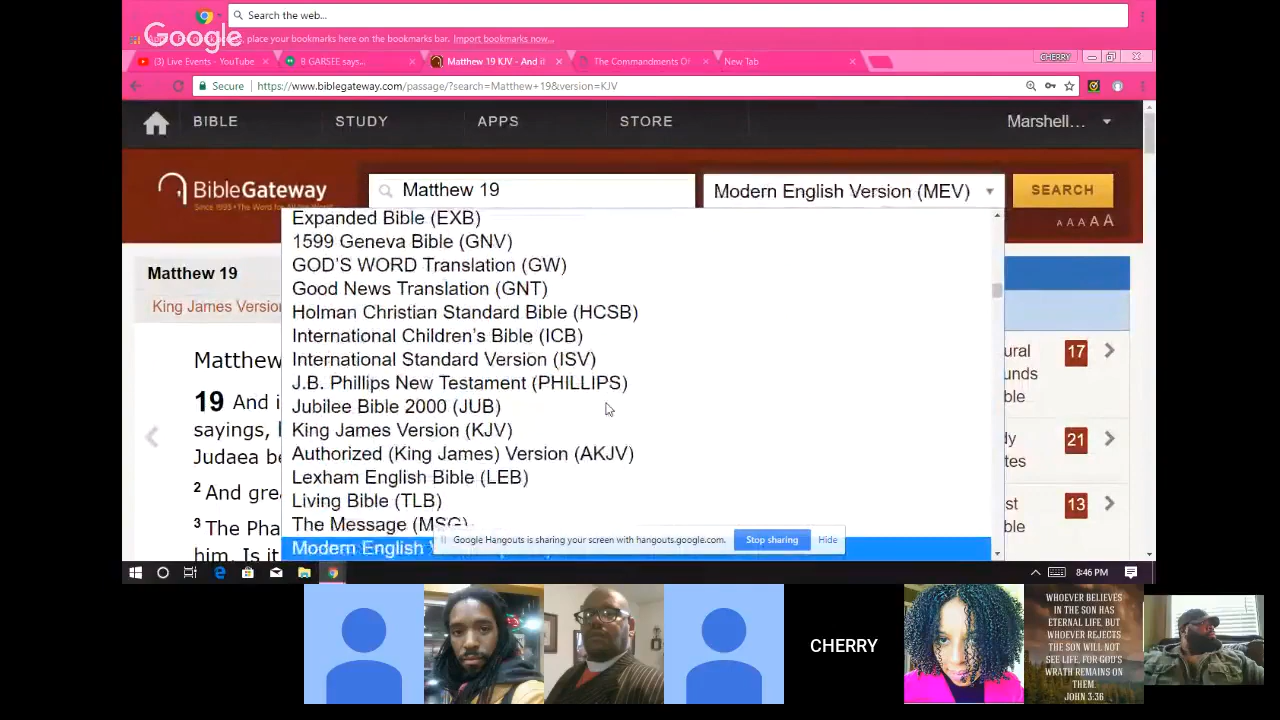 Search the web...
Google
place your bookmarks here on the bookmarks bar. Import bookmarks now...
(3) Live Events - YouTube
8 GARSEE says...
Matthew 19 KJV - And it
The Commandments Of
New Tab
CHERRY
Secure
https://www.biblegateway.com/passage/?search=Matthew+19&version=KJV
BIBLE
STUDY
APPS
STORE
Marshell...
BibleGateway
Matthew 19
Modern English Version (MEV)
SEARCH
A A A A
Expanded Bible (EXB)
1599 Geneva Bible (GNV)
GOD'S WORD Translation (GW)
Good News Translation (GNT)
Holman Christian Standard Bible (HCSB)
International Children's Bible (ICB)
International Standard Version (ISV)
J.B. Phillips New Testament (PHILLIPS)
Jubilee Bible 2000 (JUB)
King James Version (KJV)
Authorized (King James) Version (AKJV)
Lexham English Bible (LEB)
Living Bible (TLB)
The Message (MSG)
Modern English V
Matthew 19
King James Versio
Matthew
19 And i
sayings,
Judaea be
2 And grea
3 The Pha
him. Is it
17
21
13
Google Hangouts is sharing your screen with hangouts.google.com.
Stop sharing
Hide
8:46 PM
CHERRY
WHOEVER BELIEVES
IN THE SON HAS
ETERNAL LIFE, BUT
WHOEVER REJECTS
THE SON WILL NOT
SEE LIFE, FOR GOD'S
WRATH REMAINS ON
THEM.
JOHN 3:36